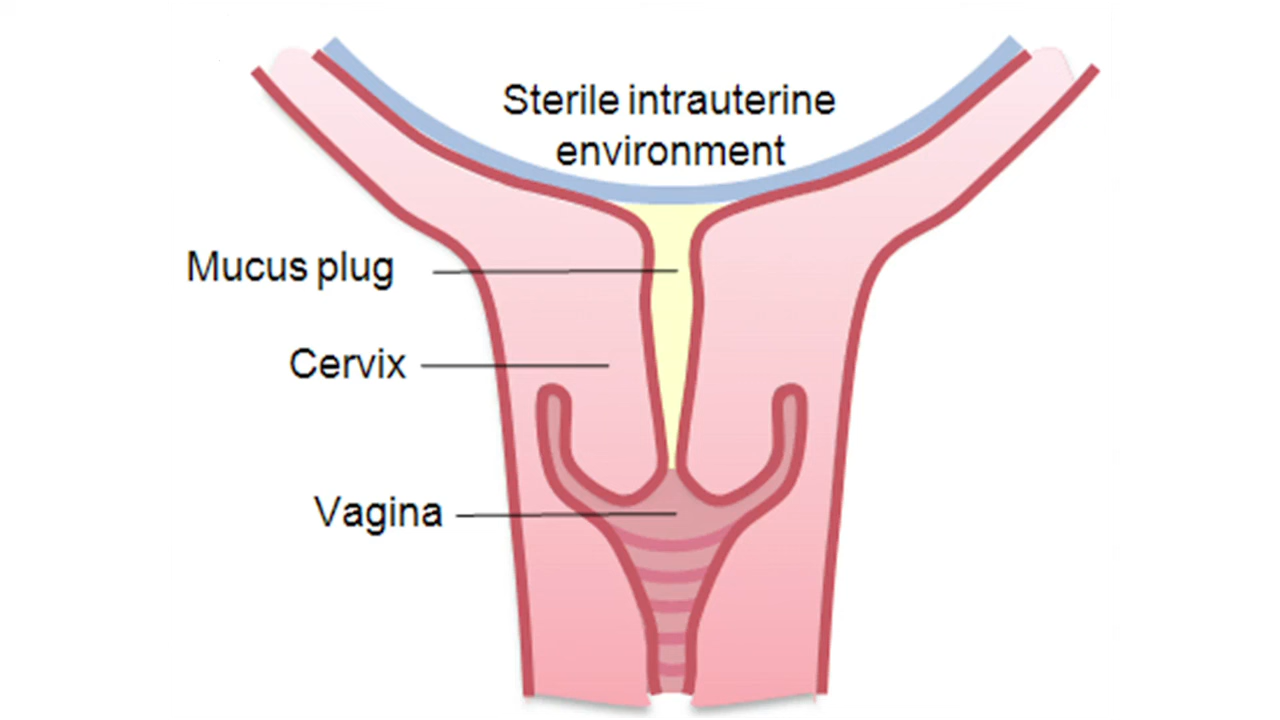 Sterile intrauterine
environment
Mucus plug
Cervix
Vagina